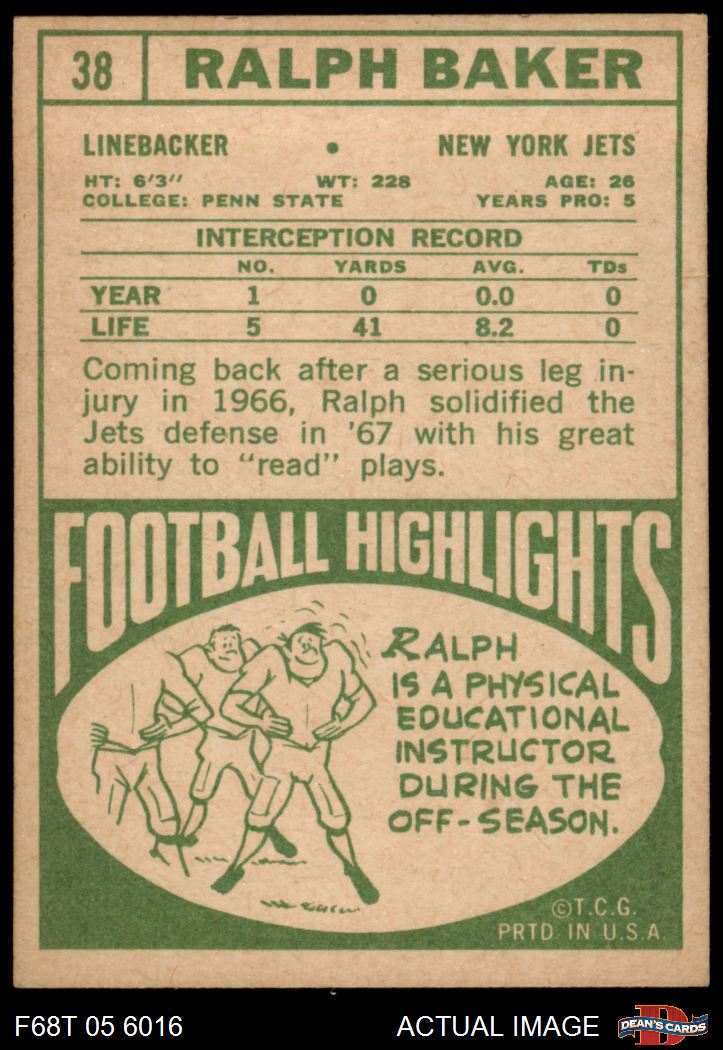 38 RALPH BAKER
LINEBACKER • NEW YORK JETS
HT: 6'3" WT: 228 AGE: 26
COLLEGE: PENN STATE YEARS PRO: 5
INTERCEPTION RECORD
NO. YARDS AVG. TDs
YEAR 1 0 0.0 0
LIFE 5 41 8.2 0
Coming back after a serious leg in-
jury in 1966, Ralph solidified the
Jets defense in '67 with his great
ability to "read" plays.
FOOTBALL HIGHLIGHTS
RALPH
IS A PHYSICAL
EDUCATIONAL
INSTRUCTOR
DURING THE
OFF-SEASON.
©T.C.G.
PRTD. IN U.S.A.
F68T 05 6016 ACTUAL IMAGE D DEAN'S CARDS